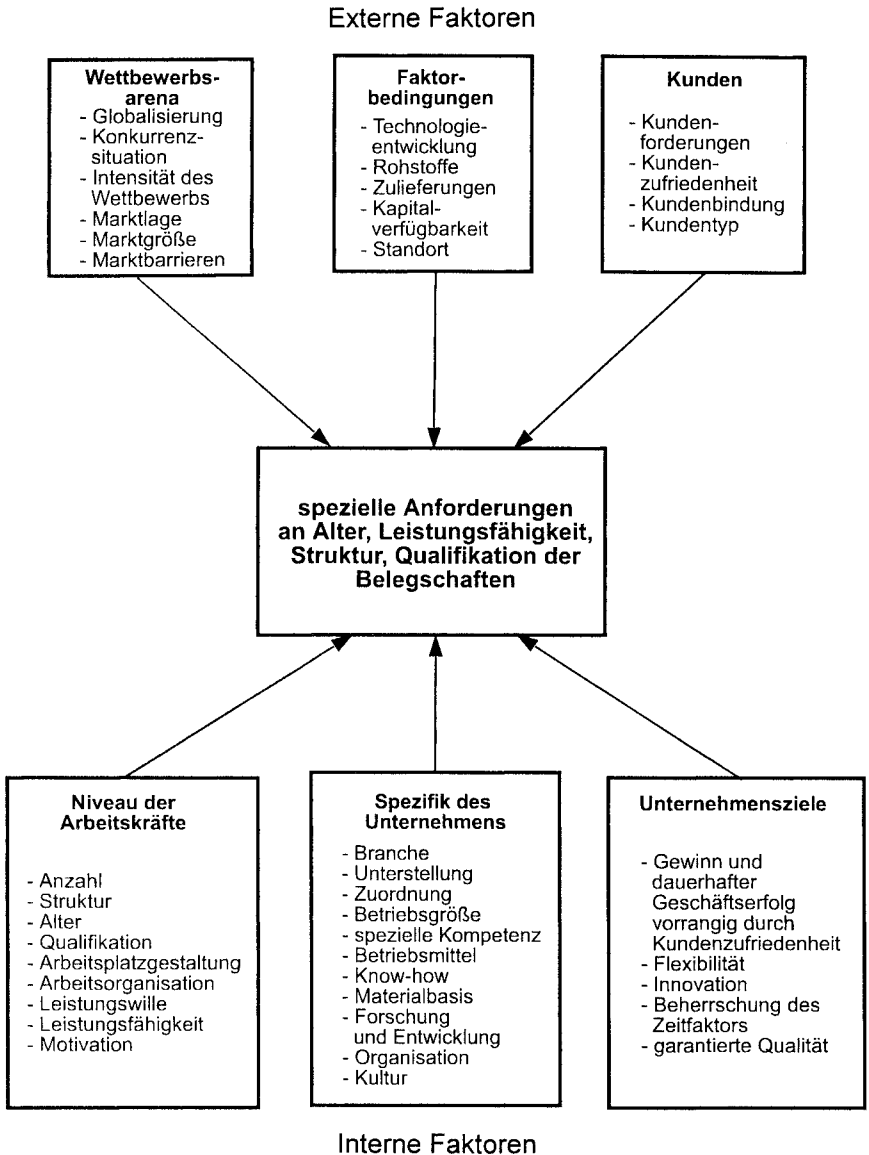 Externe Faktoren
Wettbewerbs-
arena
- Globalisierung
- Konkurrenz-
situation
- Intensität des
Wettbewerbs
- Marktlage
- Marktgröße
- Marktbarrieren
Faktor-
bedingungen
- Technologie-
entwicklung
- Rohstoffe
- Zulieferungen
- Kapital-
verfügbarkeit
- Standort
Kunden
- Kunden-
forderungen
- Kunden-
zufriedenheit
- Kundenbindung
- Kundentyp
spezielle Anforderungen
an Alter, Leistungsfähigkeit,
Struktur, Qualifikation der
Belegschaften
Niveau der
Arbeitskräfte
- Anzahl
- Struktur
- Alter
- Qualifikation
- Arbeitsplatzgestaltung
- Arbeitsorganisation
- Leistungswille
- Leistungsfähigkeit
- Motivation
Spezifik des
Unternehmens
- Branche
- Unterstellung
- Zuordnung
- Betriebsgröße
- spezielle Kompetenz
- Betriebsmittel
- Know-how
- Materialbasis
- Forschung
und Entwicklung
- Organisation
- Kultur
Unternehmensziele
- Gewinn und
dauerhafter
Geschäftserfolg
vorrangig durch
Kundenzufriedenheit
- Flexibilität
- Innovation
- Beherrschung des
Zeitfaktors
- garantierte Qualität
Interne Faktoren